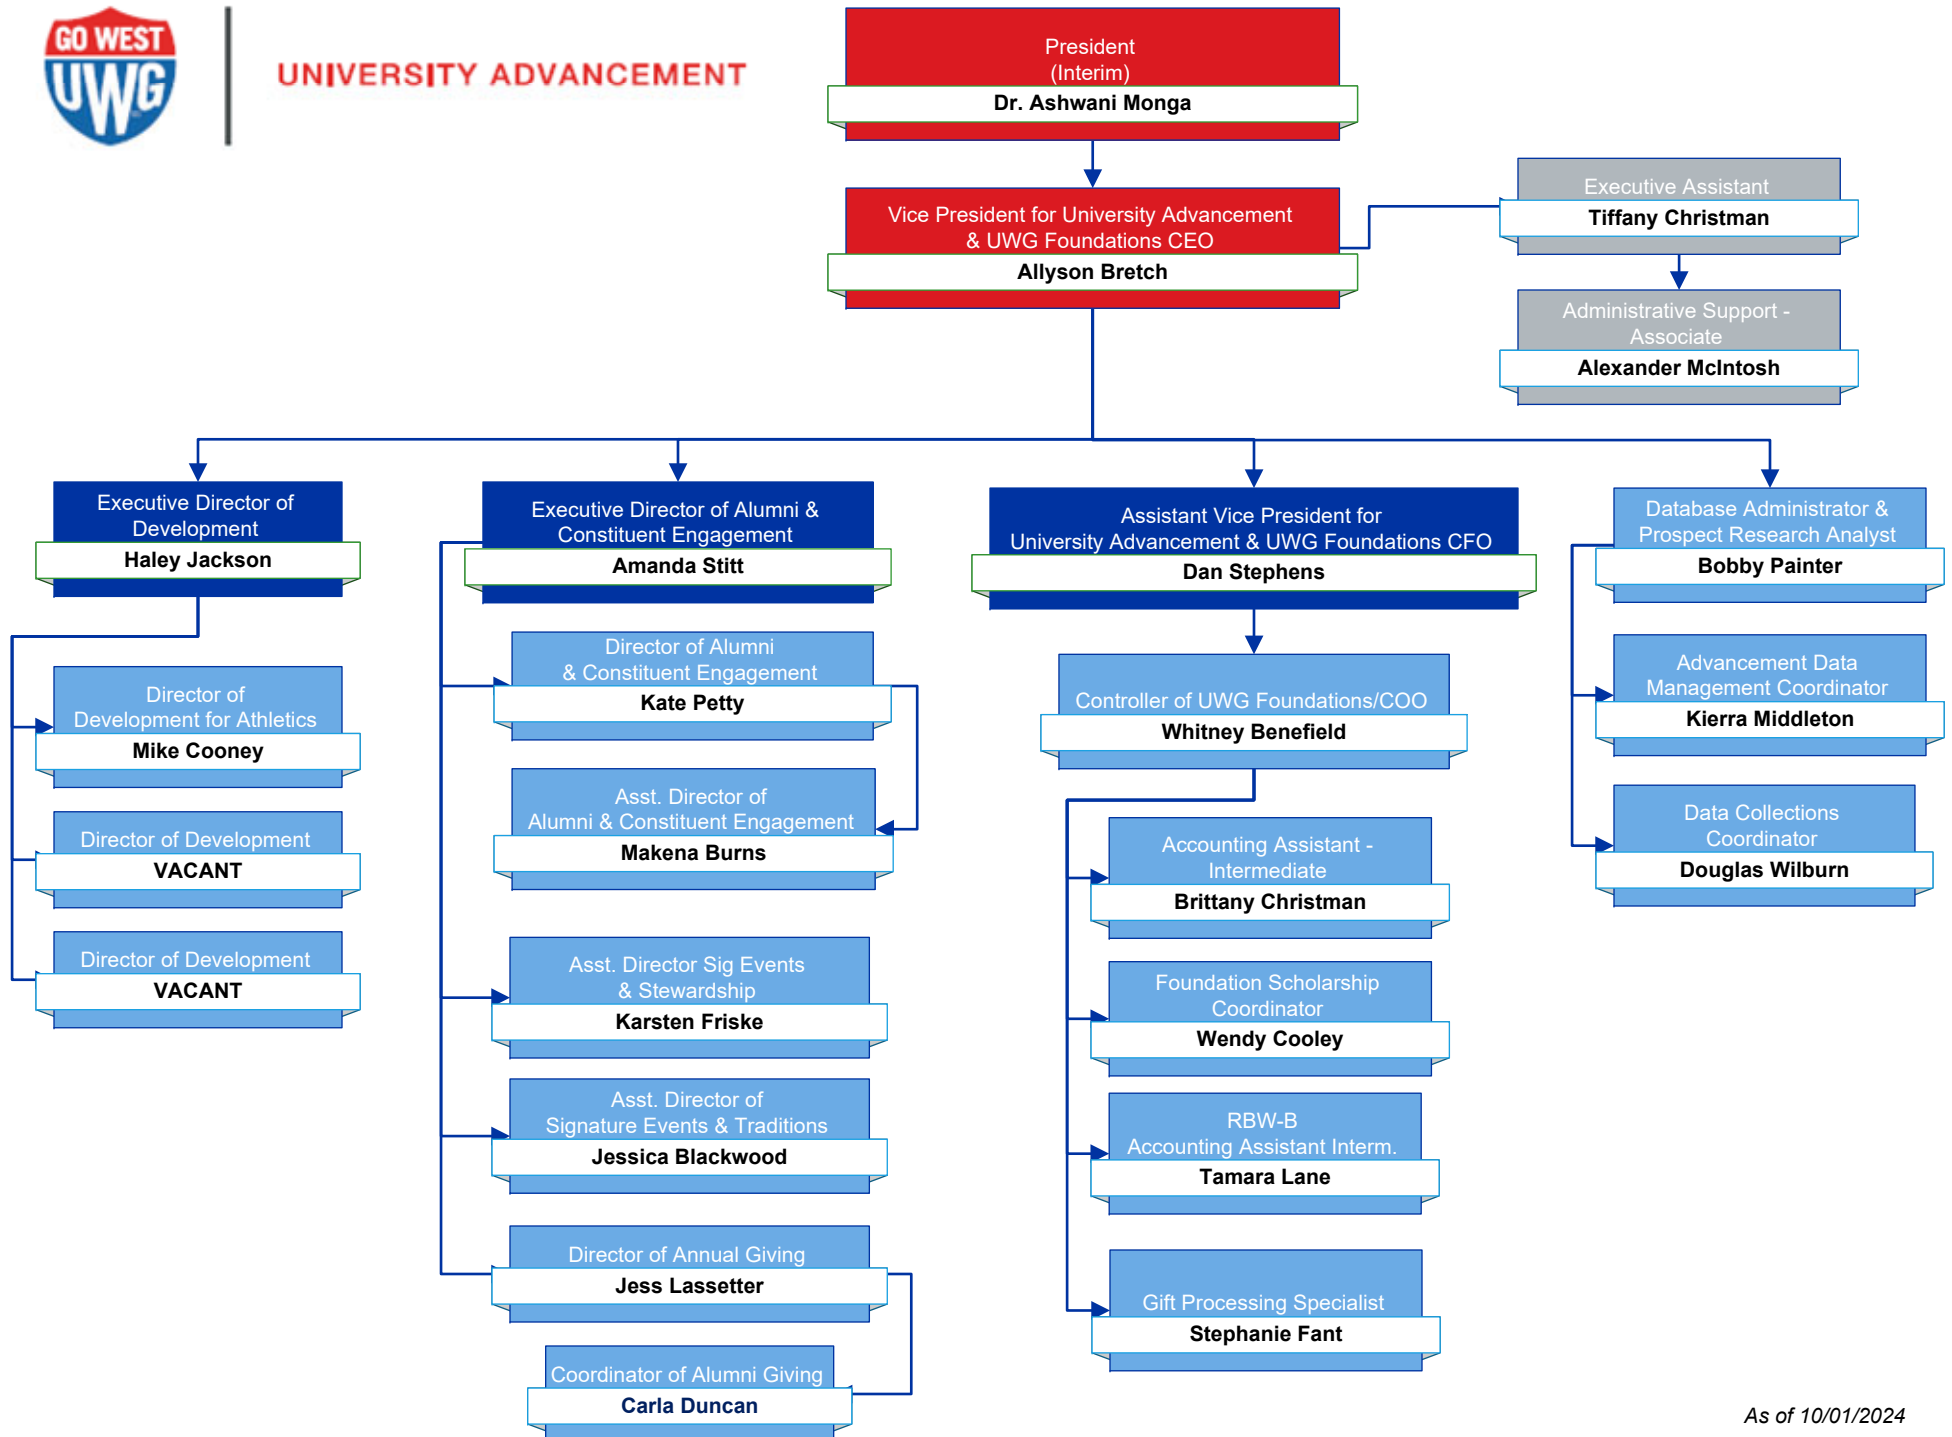 GO WEST
UWG
UNIVERSITY ADVANCEMENT
President
(Interim)
Dr. Ashwani Monga
Vice President for University Advancement
& UWG Foundations CEO
Allyson Bretch
Executive Assistant
Tiffany Christman
Administrative Support -
Associate
Alexander McIntosh
Executive Director of
Development
Haley Jackson
Director of
Development for Athletics
Mike Cooney
Director of Development
VACANT
Director of Development
VACANT
Executive Director of Alumni &
Constituent Engagement
Amanda Stitt
Director of Alumni
& Constituent Engagement
Kate Petty
Asst. Director of
Alumni & Constituent Engagement
Makena Burns
Asst. Director Sig Events
& Stewardship
Karsten Friske
Asst. Director of
Signature Events & Traditions
Jessica Blackwood
Director of Annual Giving
Jess Lassetter
Coordinator of Alumni Giving
Carla Duncan
Assistant Vice President for
University Advancement & UWG Foundations CFO
Dan Stephens
Controller of UWG Foundations/COO
Whitney Benefield
Accounting Assistant -
Intermediate
Brittany Christman
Foundation Scholarship
Coordinator
Wendy Cooley
RBW-B
Accounting Assistant Interm.
Tamara Lane
Gift Processing Specialist
Stephanie Fant
Database Administrator &
Prospect Research Analyst
Bobby Painter
Advancement Data
Management Coordinator
Kierra Middleton
Data Collections
Coordinator
Douglas Wilburn
As of 10/01/2024